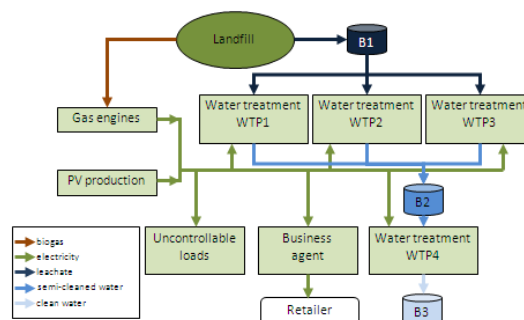 Landfill
B1
Gas engines
Water treatment
WTP1
Water treatment
WTP2
Water treatment
WTP3
PV production
B2
biogas
electricity
leachate
semi-cleaned water
clean water
Uncontrollable
loads
Business
agent
Water treatment
WTP4
Retailer
B3